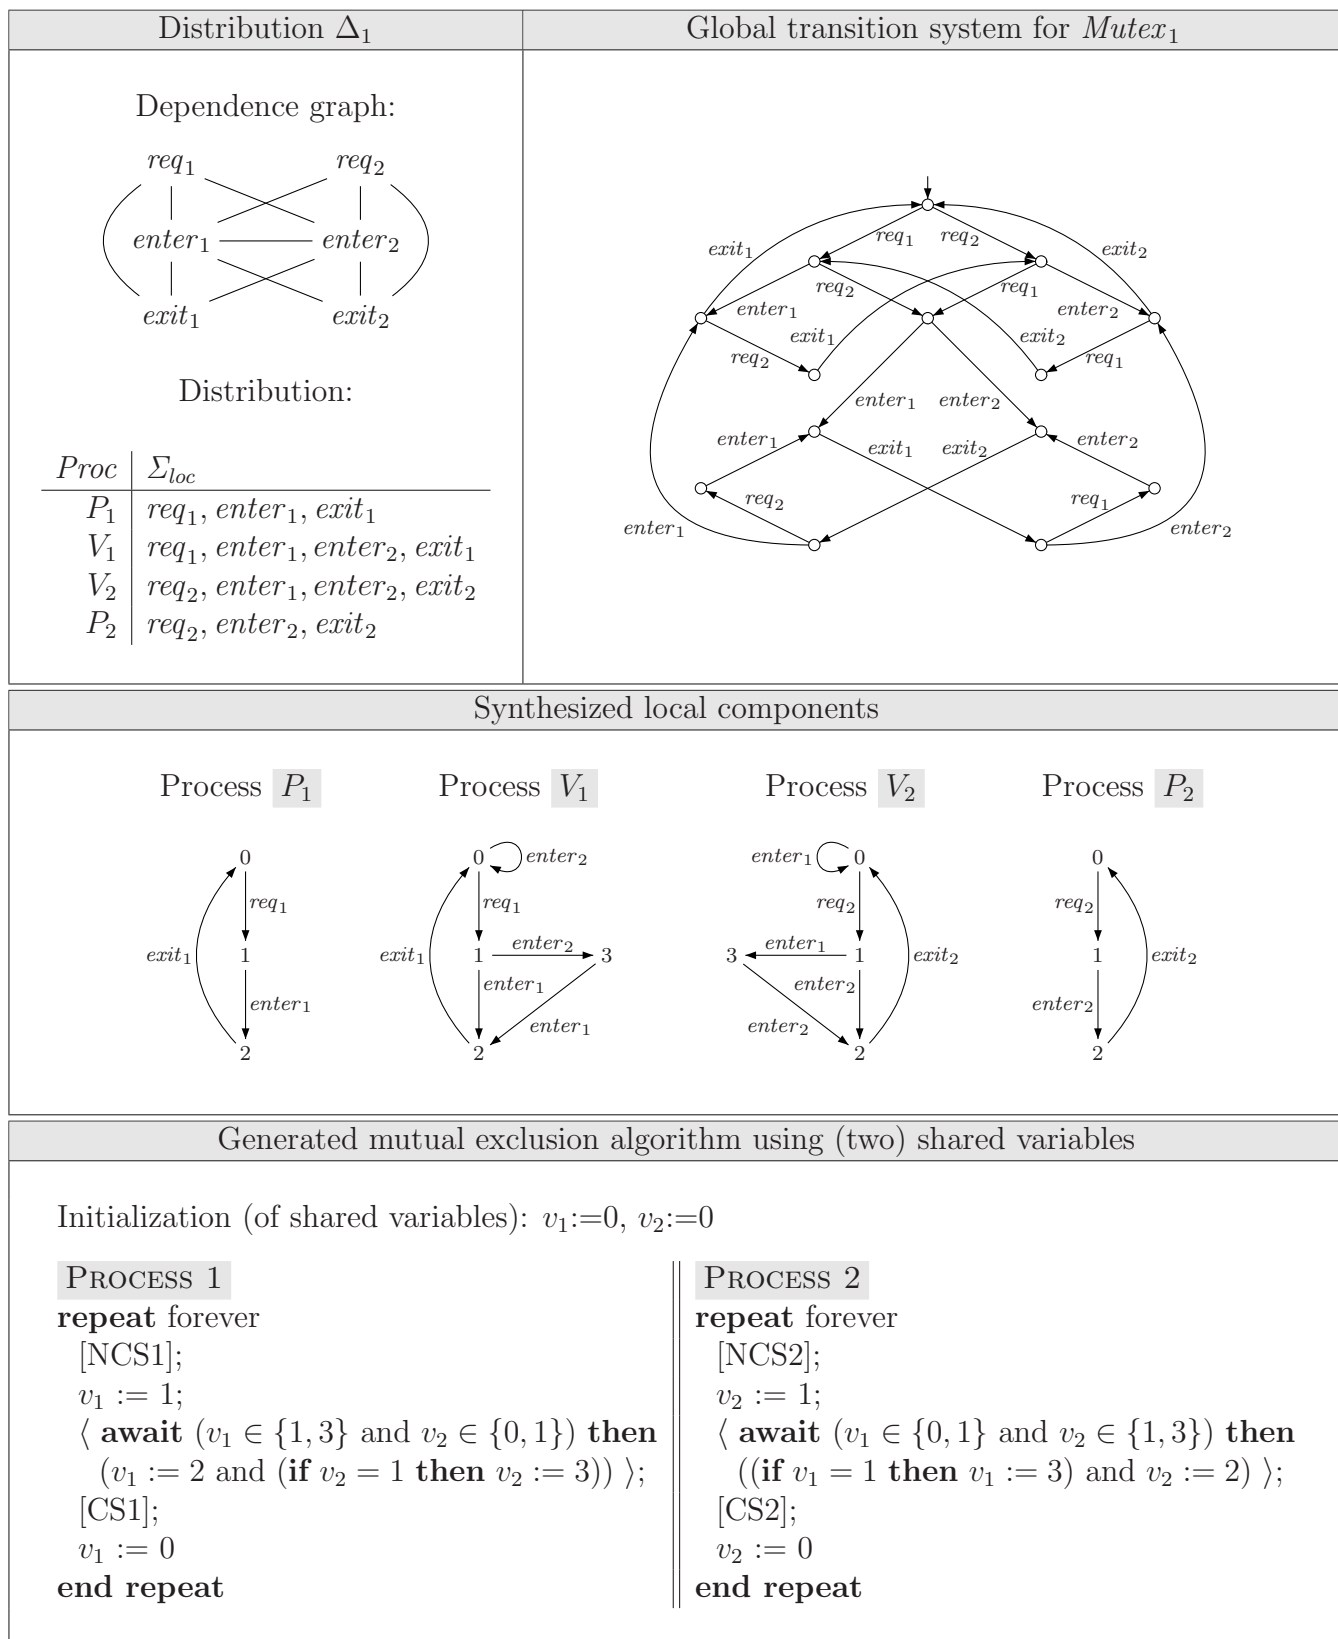 Distribution Δ₁
Global transition system for Mutex₁
Dependence graph:
req₁ req₂
enter₁ enter₂
exit₁ exit₂
Distribution:
Proc Σ_loc
P₁ req₁, enter₁, exit₁
V₁ req₁, enter₁, enter₂, exit₁
V₂ req₂, enter₁, enter₂, exit₂
P₂ req₂, enter₂, exit₂
req₁ req₂
exit₁ exit₂
req₂ req₁
enter₁ enter₂
exit₁ exit₂
req₂ req₁
enter₁ enter₂
enter₁ exit₁ exit₂ enter₂
req₂ req₁
enter₁ enter₂
Synthesized local components
Process P₁
0
req₁
exit₁ 1
enter₁
2
Process V₁
0 enter₂
req₁
exit₁ 1 enter₂ 3
enter₁
enter₁
2
Process V₂
enter₁ 0
req₂
3 enter₁ 1 exit₂
enter₂
enter₂
2
Process P₂
0
req₂
1 exit₂
enter₂
2
Generated mutual exclusion algorithm using (two) shared variables
Initialization (of shared variables): v₁:=0, v₂:=0
PROCESS 1
repeat forever
[NCS1];
v₁ := 1;
⟨ await (v₁ ∈ {1, 3} and v₂ ∈ {0, 1}) then
(v₁ := 2 and (if v₂ = 1 then v₂ := 3)) ⟩;
[CS1];
v₁ := 0
end repeat
PROCESS 2
repeat forever
[NCS2];
v₂ := 1;
⟨ await (v₁ ∈ {0, 1} and v₂ ∈ {1, 3}) then
((if v₁ = 1 then v₁ := 3) and v₂ := 2) ⟩;
[CS2];
v₂ := 0
end repeat